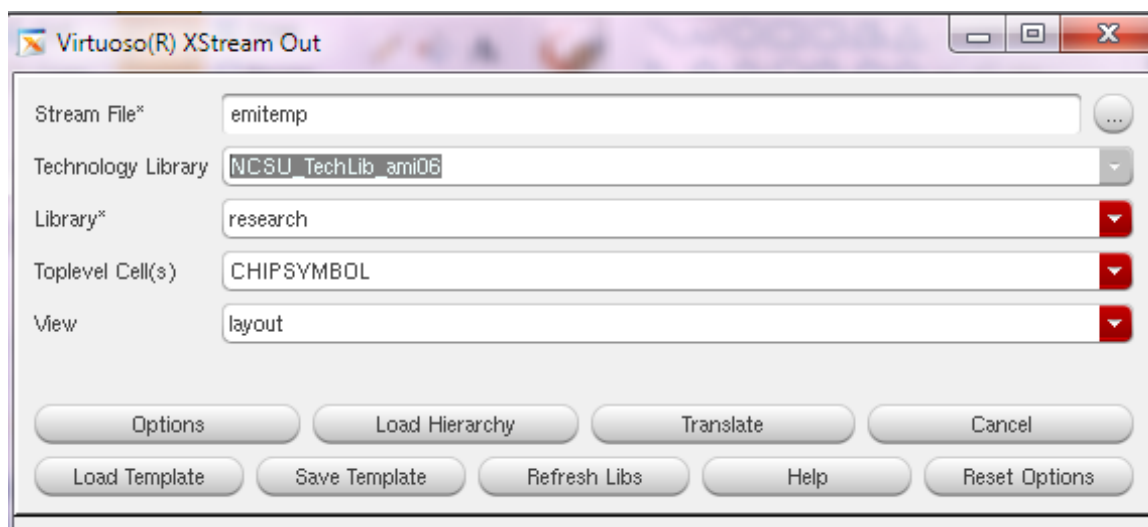 Virtuoso(R) XStream Out
Stream File* emitemp ...
Technology Library NCSU_TechLib_ami06
Library* research
Toplevel Cell(s) CHIPSYMBOL
View layout
Options Load Hierarchy Translate Cancel
Load Template Save Template Refresh Libs Help Reset Options